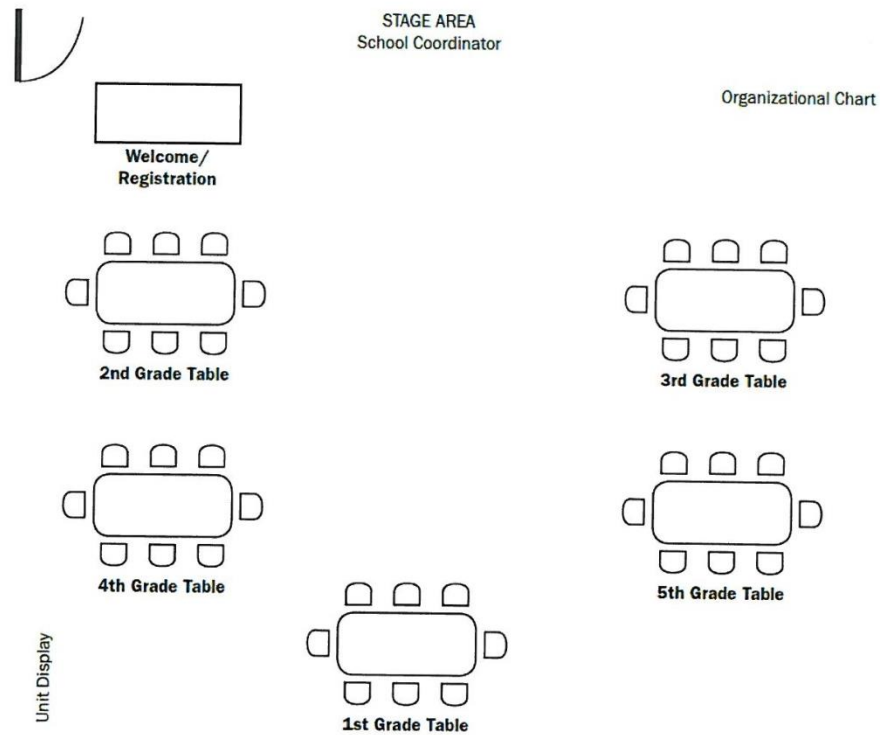 STAGE AREA
School Coordinator
Organizational Chart
Welcome/
Registration
2nd Grade Table
3rd Grade Table
4th Grade Table
5th Grade Table
Unit Display
1st Grade Table